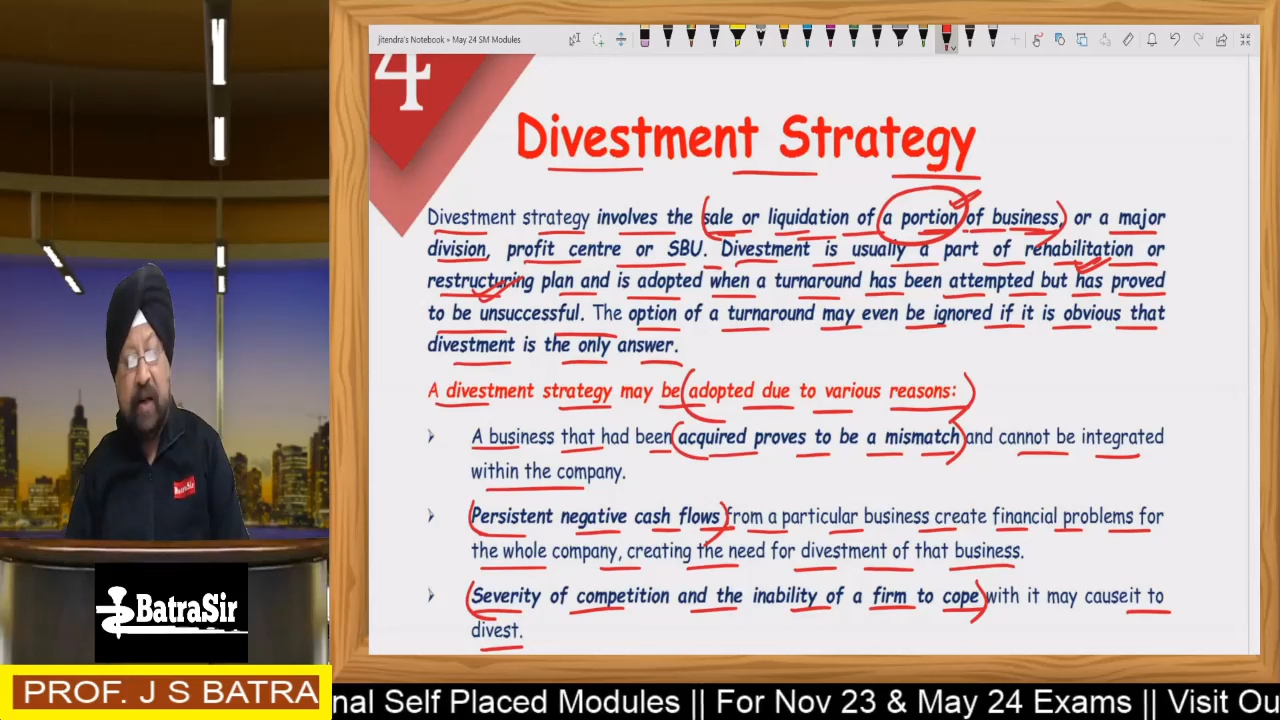 jitendra's Notebook » May 24 SM Modules
4
Divestment Strategy
Divestment strategy involves the sale or liquidation of a portion of business, or a major
division, profit centre or SBU. Divestment is usually a part of rehabilitation or
restructuring plan and is adopted when a turnaround has been attempted but has proved
to be unsuccessful. The option of a turnaround may even be ignored if it is obvious that
divestment is the only answer.
A divestment strategy may be adopted due to various reasons:
A business that had been acquired proves to be a mismatch and cannot be integrated
within the company.
Persistent negative cash flows from a particular business create financial problems for
the whole company, creating the need for divestment of that business.
Severity of competition and the inability of a firm to cope with it may causeit to
divest.
BatraSir
BatraSir
PROF. J S BATRA
nal Self Placed Modules || For Nov 23 & May 24 Exams || Visit Ou